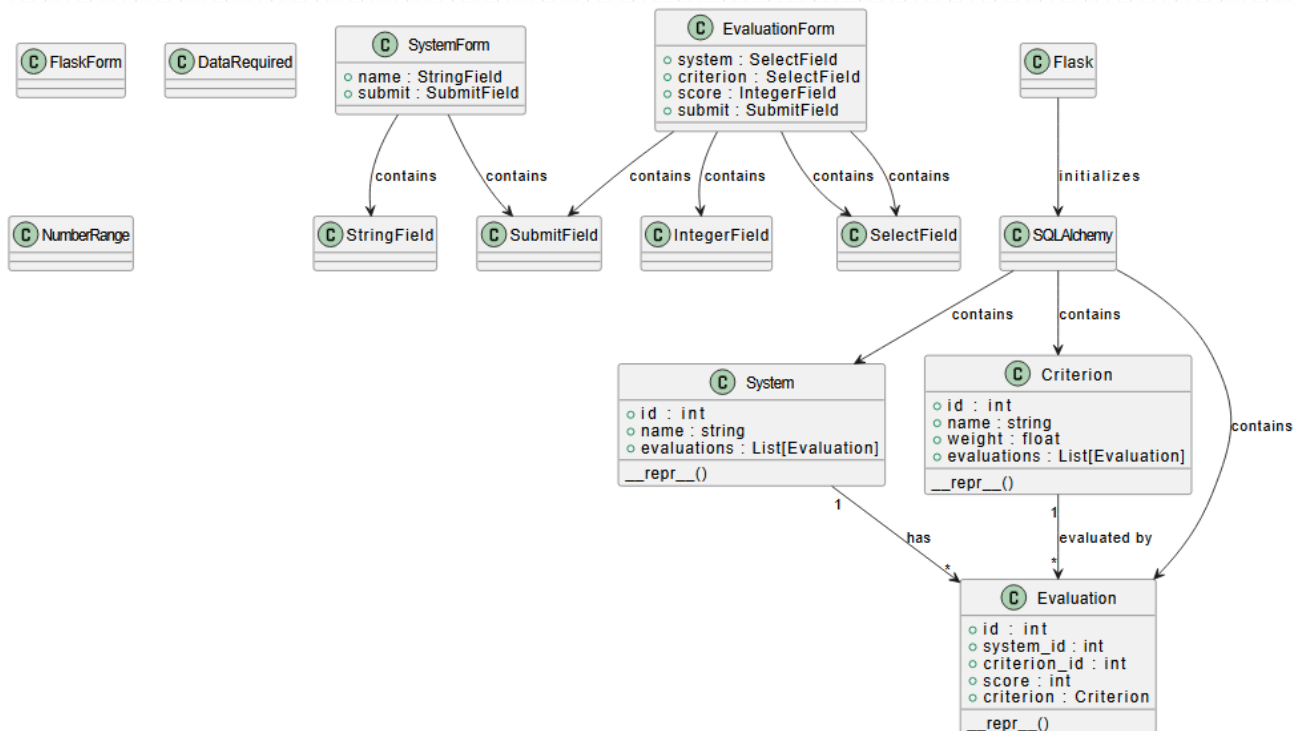 C FlaskForm
C DataRequired
C SystemForm
name : StringField
submit : SubmitField
C EvaluationForm
system : SelectField
criterion : SelectField
score : IntegerField
submit : SubmitField
C Flask
contains
contains
contains
contains
contains
contains
initializes
C NumberRange
C StringField
C SubmitField
C IntegerField
C SelectField
C SQLAlchemy
contains
contains
contains
C System
id : int
name : string
evaluations : List[Evaluation]
__repr__()
C Criterion
id : int
name : string
weight : float
evaluations : List[Evaluation]
__repr__()
1
has
*
1
evaluated by
*
C Evaluation
id : int
system_id : int
criterion_id : int
score : int
criterion : Criterion
__repr__()